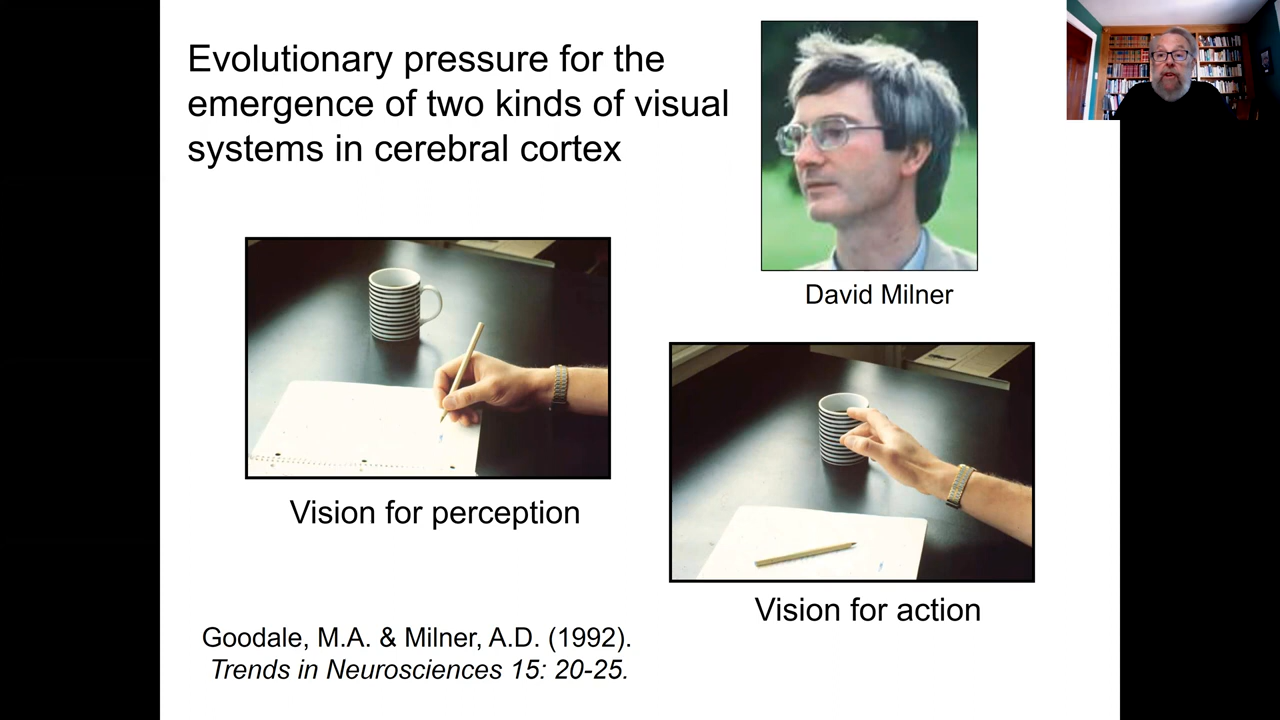 Evolutionary pressure for the
emergence of two kinds of visual
systems in cerebral cortex
David Milner
Vision for perception
Vision for action
Goodale, M.A. & Milner, A.D. (1992).
Trends in Neurosciences 15: 20-25.